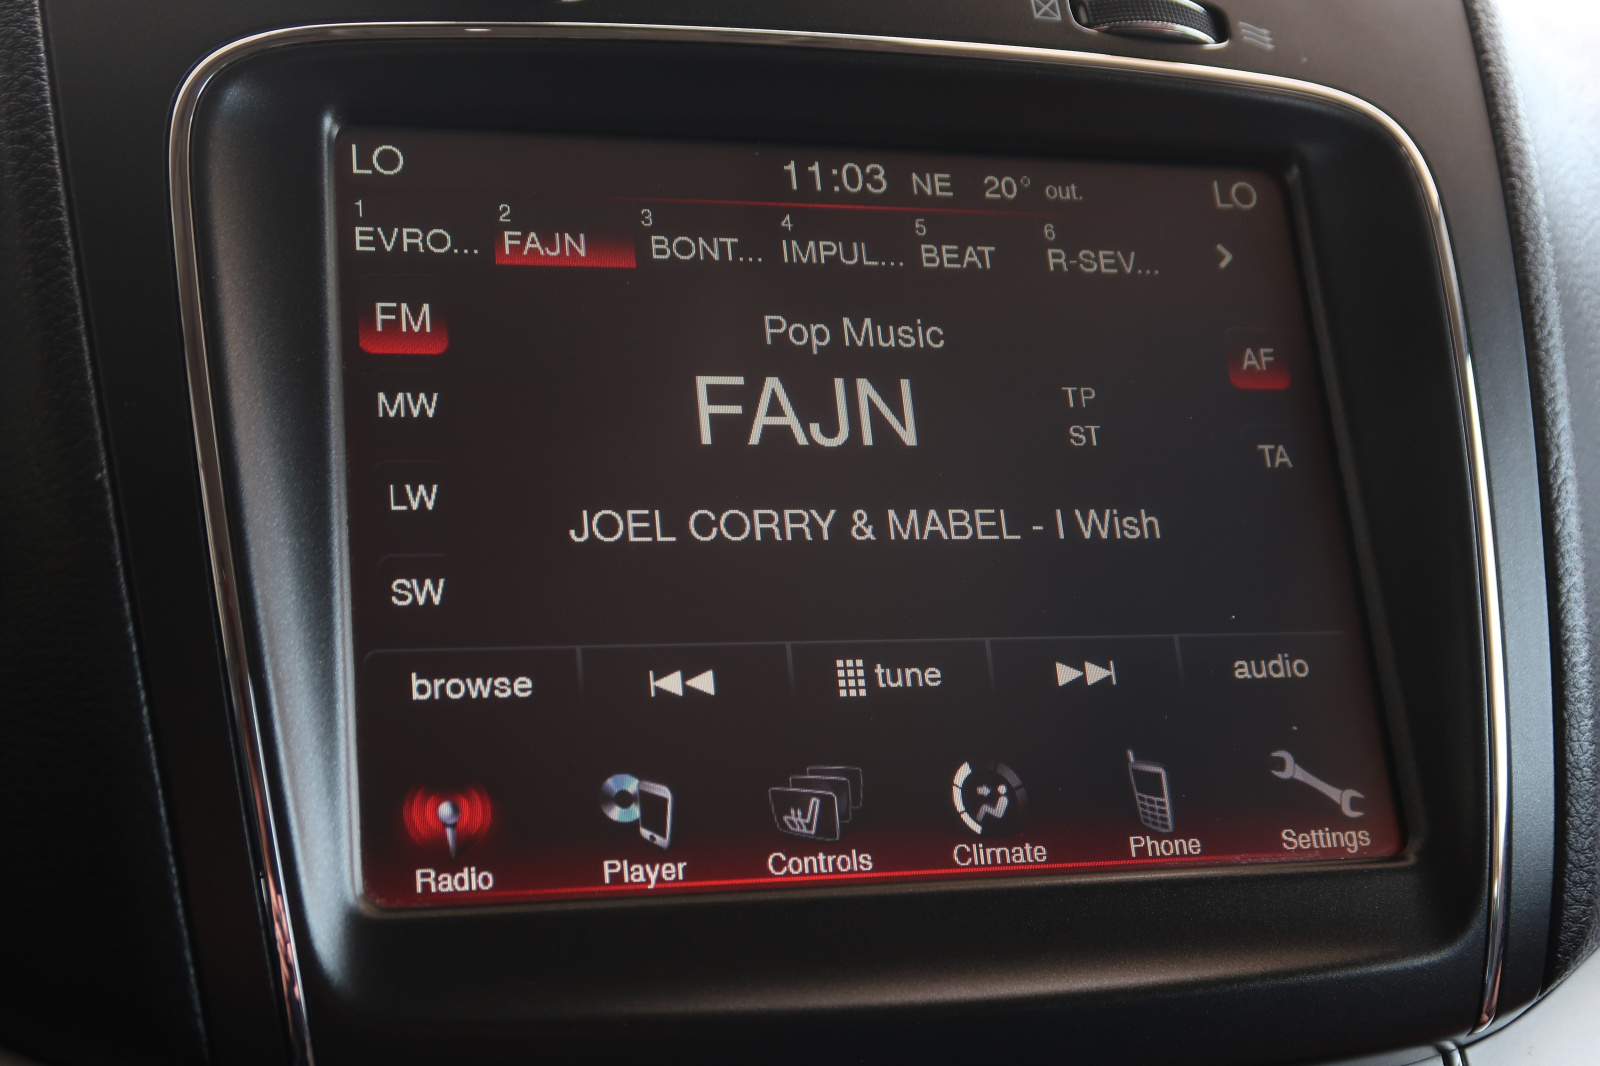 LO 11:03 NE 20° out. LO
1 2 3 4 5 6
EVRO... FAJN BONT... IMPUL... BEAT R-SEV...
FM
MW
LW
SW
Pop Music
FAJN
TP
ST
AF
TA
JOEL CORRY & MABEL - I Wish
browse tune audio
Radio Player Controls Climate Phone Settings